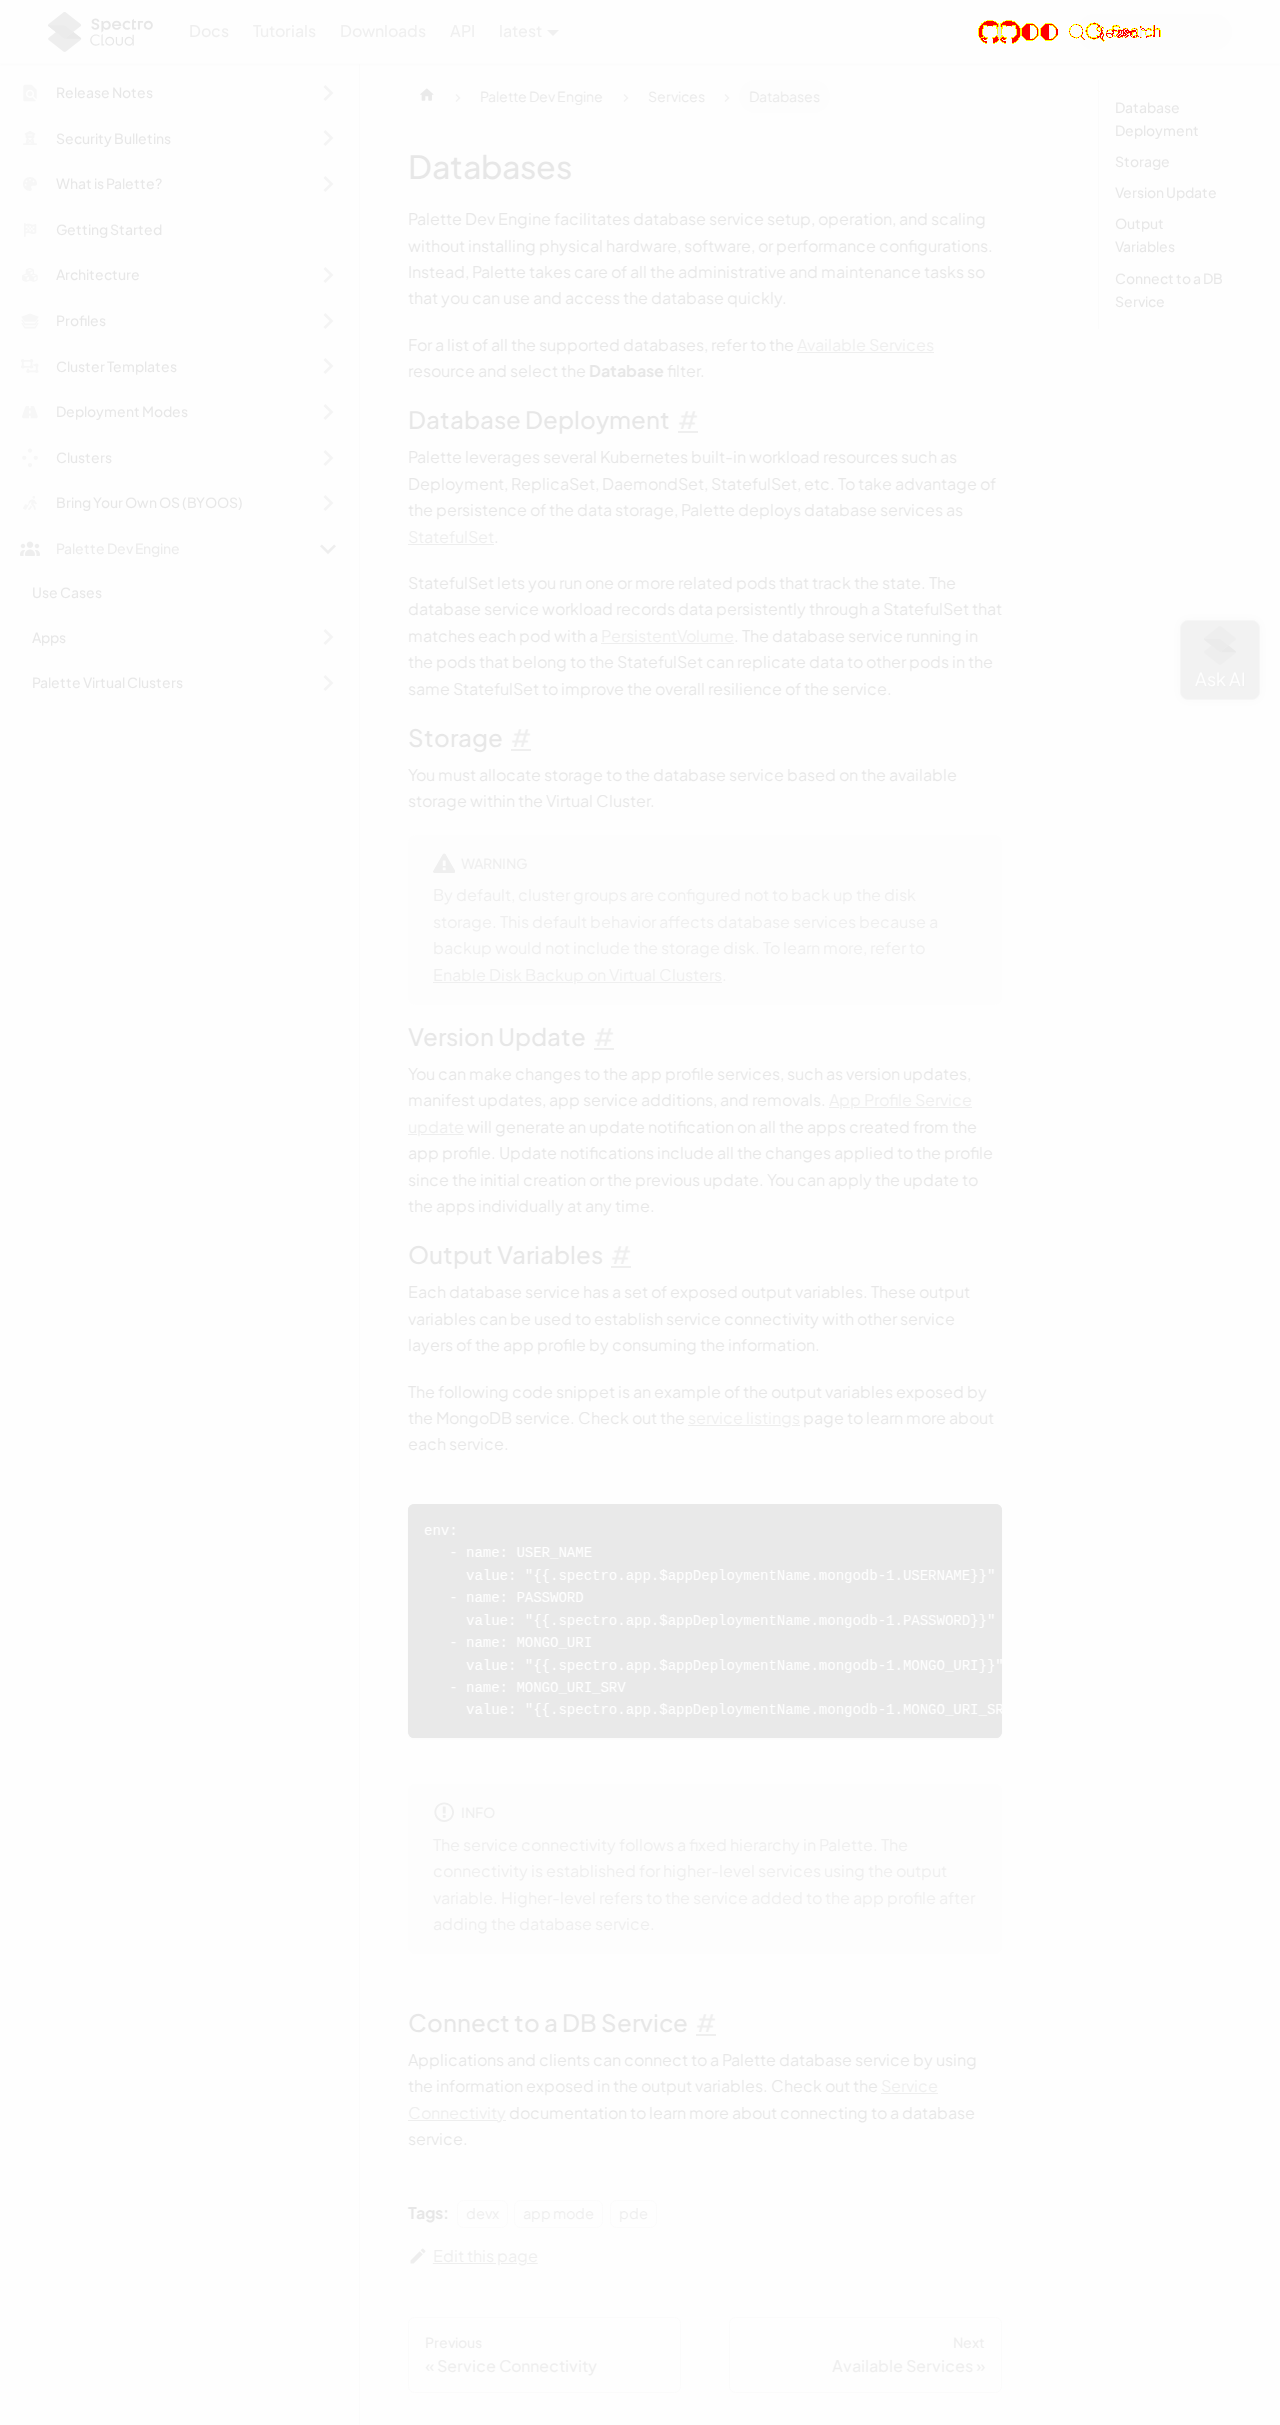 Spectro
Cloud
Docs
Tutorials
Downloads
API
latest
Release Notes
Security Bulletins
What is Palette?
Getting Started
Architecture
Profiles
Cluster Templates
Deployment Modes
Clusters
Bring Your Own OS (BYOOS)
Palette Dev Engine
Use Cases
Apps
Palette Virtual Clusters
Palette Dev Engine
Services
Databases
Databases
Palette Dev Engine facilitates database service setup, operation, and scaling
without installing physical hardware, software, or performance configurations.
Instead, Palette takes care of all the administrative and maintenance tasks so
that you can use and access the database quickly.
For a list of all the supported databases, refer to the Available Services
resource and select the Database filter.
Database Deployment #
Palette leverages several Kubernetes built-in workload resources such as
Deployment, ReplicaSet, DaemondSet, StatefulSet, etc. To take advantage of
the persistence of the data storage, Palette deploys database services as
StatefulSet.
StatefulSet lets you run one or more related pods that track the state. The
database service workload records data persistently through a StatefulSet that
matches each pod with a PersistentVolume. The database service running in
the pods that belong to the StatefulSet can replicate data to other pods in the
same StatefulSet to improve the overall resilience of the service.
Storage #
You must allocate storage to the database service based on the available
storage within the Virtual Cluster.
WARNING
By default, cluster groups are configured not to back up the disk
storage. This default behavior affects database services because a
backup would not include the storage disk. To learn more, refer to
Enable Disk Backup on Virtual Clusters.
Version Update #
You can make changes to the app profile services, such as version updates,
manifest updates, app service additions, and removals. App Profile Service
update will generate an update notification on all the apps created from the
app profile. Update notifications include all the changes applied to the profile
since the initial creation or the previous update. You can apply the update to
the apps individually at any time.
Output Variables #
Each database service has a set of exposed output variables. These output
variables can be used to establish service connectivity with other service
layers of the app profile by consuming the information.
The following code snippet is an example of the output variables exposed by
the MongoDB service. Check out the service listings page to learn more about
each service.
env:
- name: USER_NAME
value: "{{.spectro.app.$appDeploymentName.mongodb-1.USERNAME}}"
- name: PASSWORD
value: "{{.spectro.app.$appDeploymentName.mongodb-1.PASSWORD}}"
- name: MONGO_URI
value: "{{.spectro.app.$appDeploymentName.mongodb-1.MONGO_URI}}"
- name: MONGO_URI_SRV
value: "{{.spectro.app.$appDeploymentName.mongodb-1.MONGO_URI_SR
INFO
The service connectivity follows a fixed hierarchy in Palette. The
connectivity is established for higher-level services using the output
variable. Higher-level refers to the service added to the app profile after
adding the database service.
Connect to a DB Service #
Applications and clients can connect to a Palette database service by using
the information exposed in the output variables. Check out the Service
Connectivity documentation to learn more about connecting to a database
service.
Tags:
devx
app mode
pde
Edit this page
Previous
« Service Connectivity
Next
Available Services »
Database
Deployment
Storage
Version Update
Output
Variables
Connect to a DB
Service
Ask AI